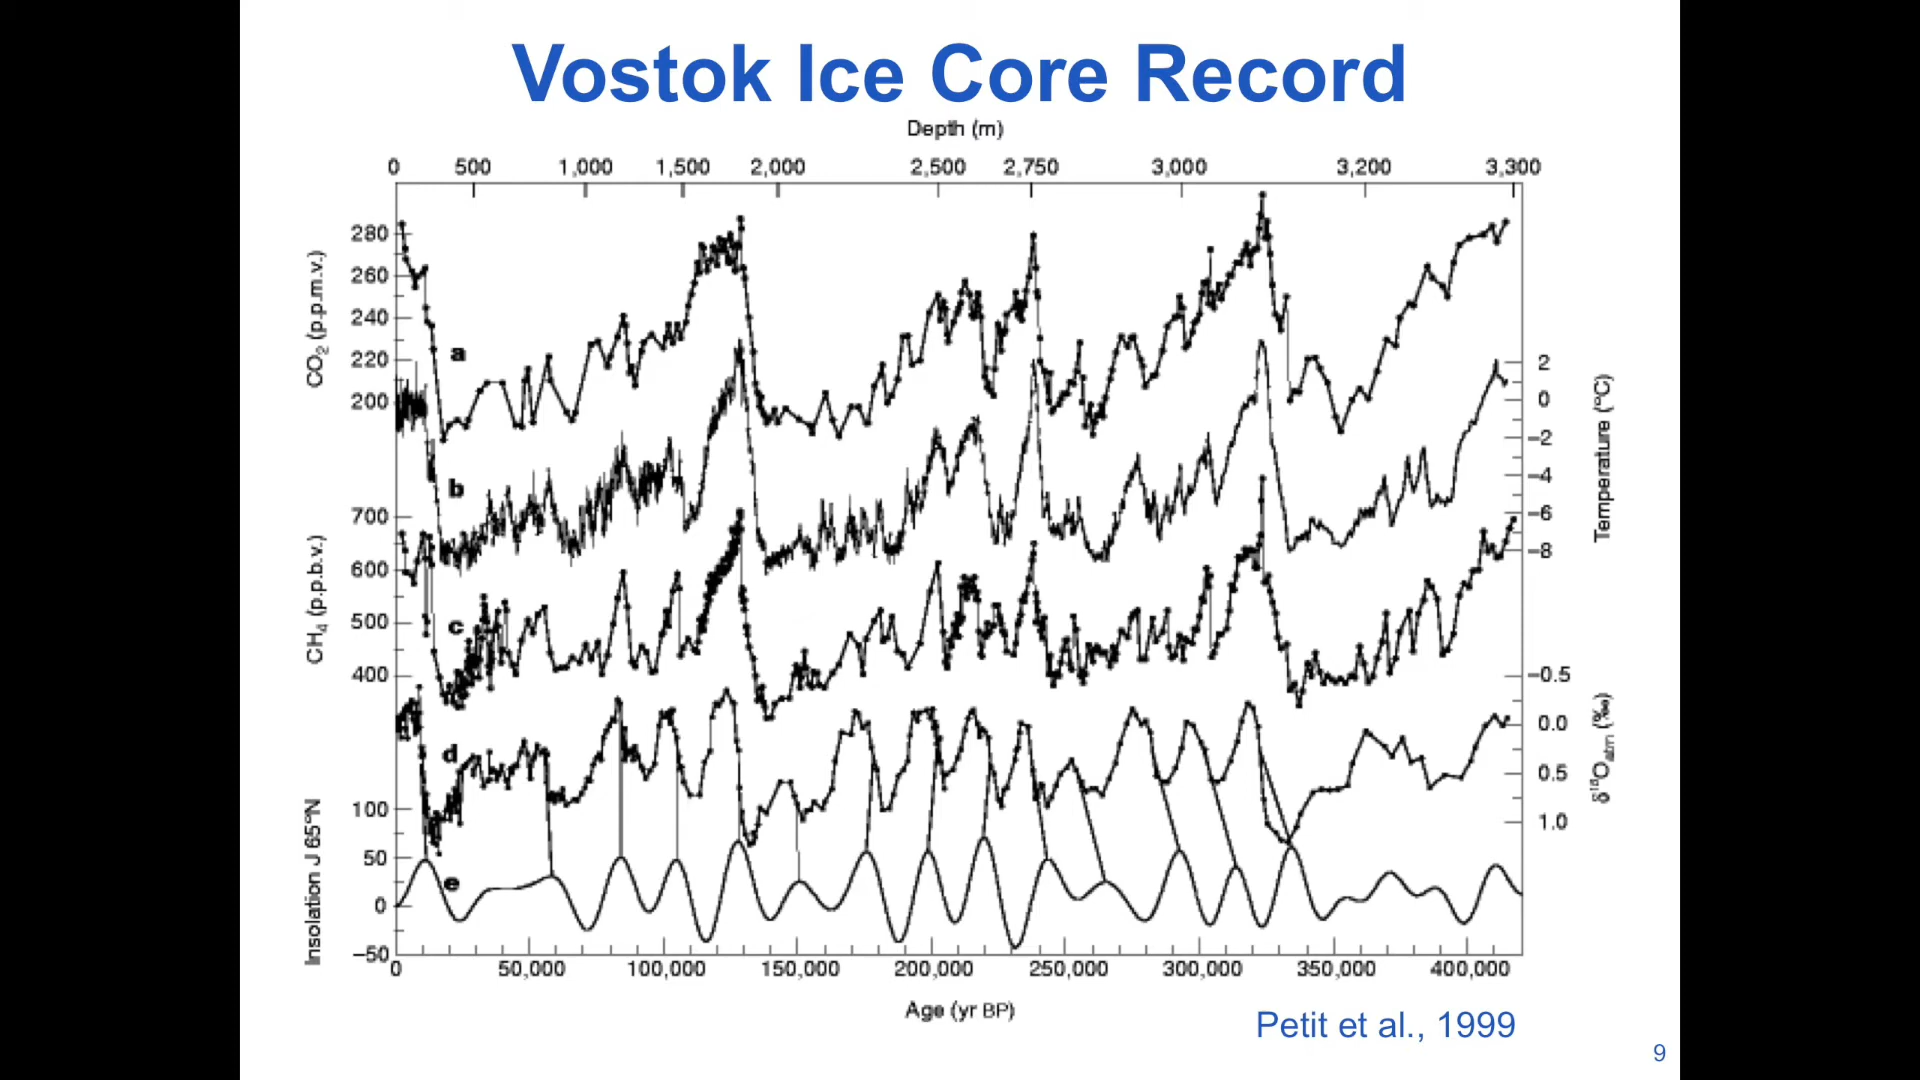 Vostok Ice Core Record
Depth (m)
0 500 1,000 1,500 2,000 2,500 2,750 3,000 3,200 3,300
CO2 (p.p.m.v.)
280
260
240
220
200
a
2
0
−2
−4
−6
−8
Temperature (°C)
b
CH4 (p.p.b.v.)
700
600
500
400
c
−0.5
0.0
0.5
1.0
δ18Oatm (‰)
d
Insolation J 65°N
100
50
0
−50
e
0 50,000 100,000 150,000 200,000 250,000 300,000 350,000 400,000
Age (yr BP)
Petit et al., 1999
9